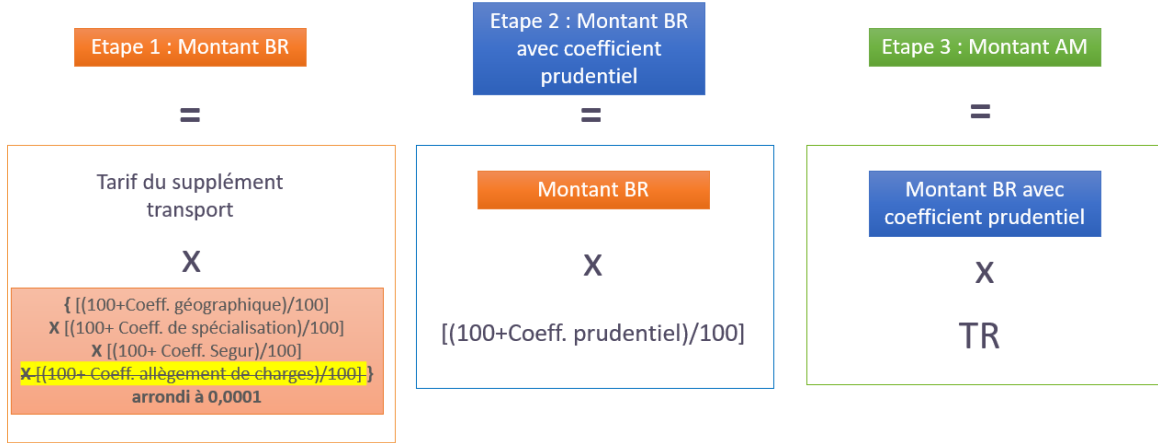 Etape 1 : Montant BR
=
Tarif du supplément
transport
X
{ [(100+Coeff. géographique)/100]
X [(100+ Coeff. de spécialisation)/100]
X [(100+ Coeff. Segur)/100]
X [(100+ Coeff. allègement de charges)/100] }
arrondi à 0,0001
Etape 2 : Montant BR
avec coefficient
prudentiel
=
Montant BR
X
[(100+Coeff. prudentiel)/100]
Etape 3 : Montant AM
=
Montant BR avec
coefficient prudentiel
X
TR